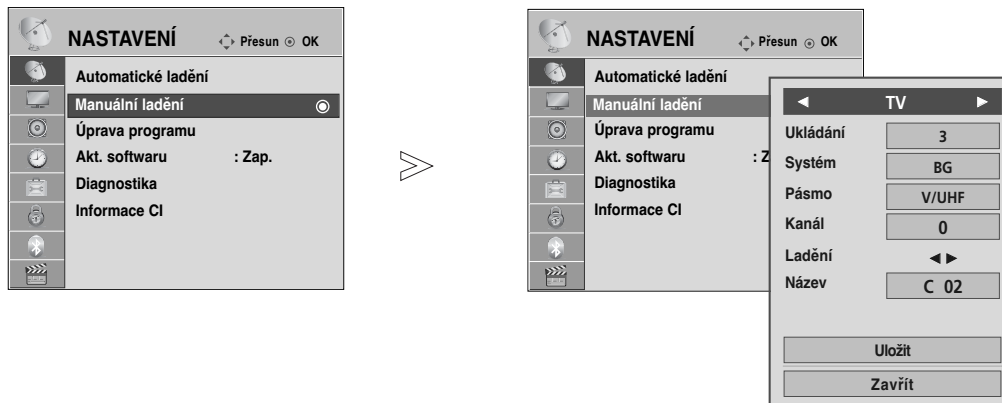 NASTAVENÍ Přesun OK
Automatické ladění
Manuální ladění
Úprava programu
Akt. softwaru : Zap.
Diagnostika
Informace CI
NASTAVENÍ Přesun OK
Automatické ladění
Manuální ladění
Úprava programu
Akt. softwaru : Z
Diagnostika
Informace CI
◄ TV ►
Ukládání 3
Systém BG
Pásmo V/UHF
Kanál 0
Ladění ◄ ►
Název C 02
Uložit
Zavřít